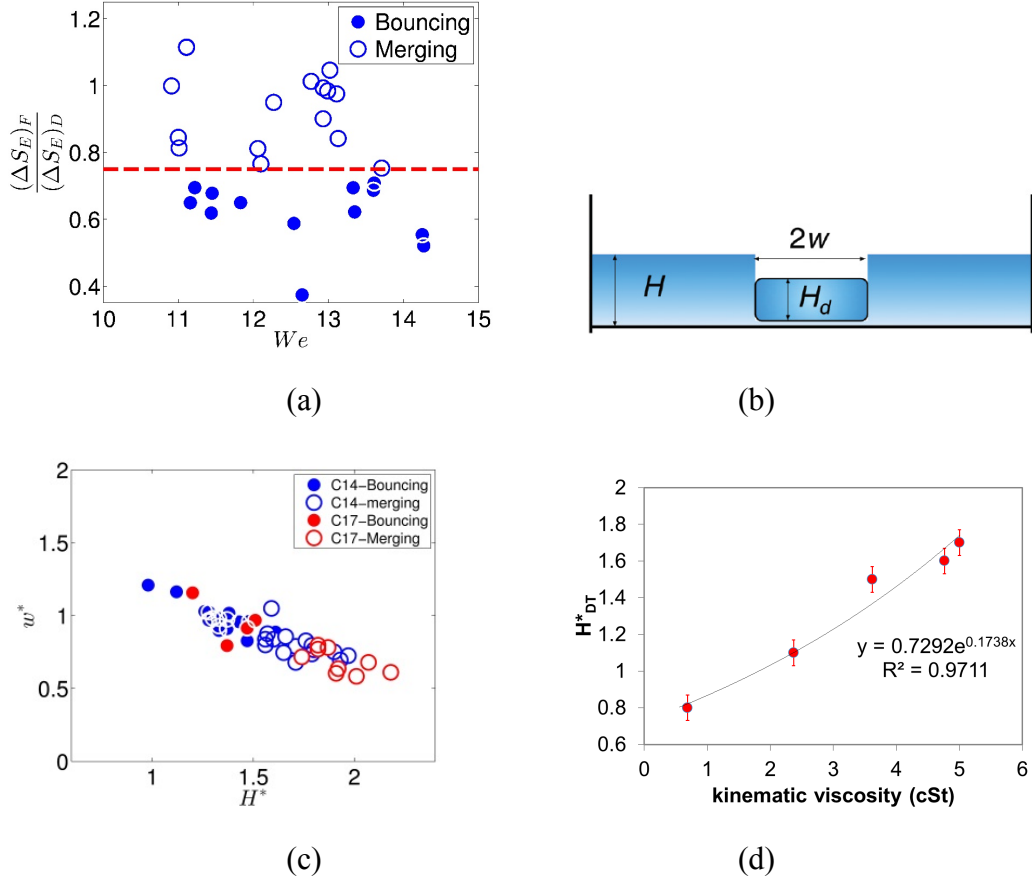 1.2
1
0.8
0.6
0.4
(ΔS_E)_F
(ΔS_E)_D
Bouncing
Merging
10 11 12 13 14 15
We
(a)
2w
H
H_d
(b)
2
1.5
1
0.5
0
w*
C14-Bouncing
C14-merging
C17-Bouncing
C17-Merging
1 1.5 2
H*
(c)
2
1.8
1.6
1.4
1.2
1
0.8
0.6
H*_DT
y = 0.7292e^0.1738x
R² = 0.9711
0 1 2 3 4 5 6
kinematic viscosity (cSt)
(d)